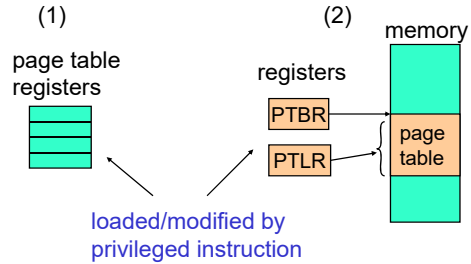 (1)
page table
registers
(2)
memory
registers
PTBR
PTLR
page
table
loaded/modified by
privileged instruction